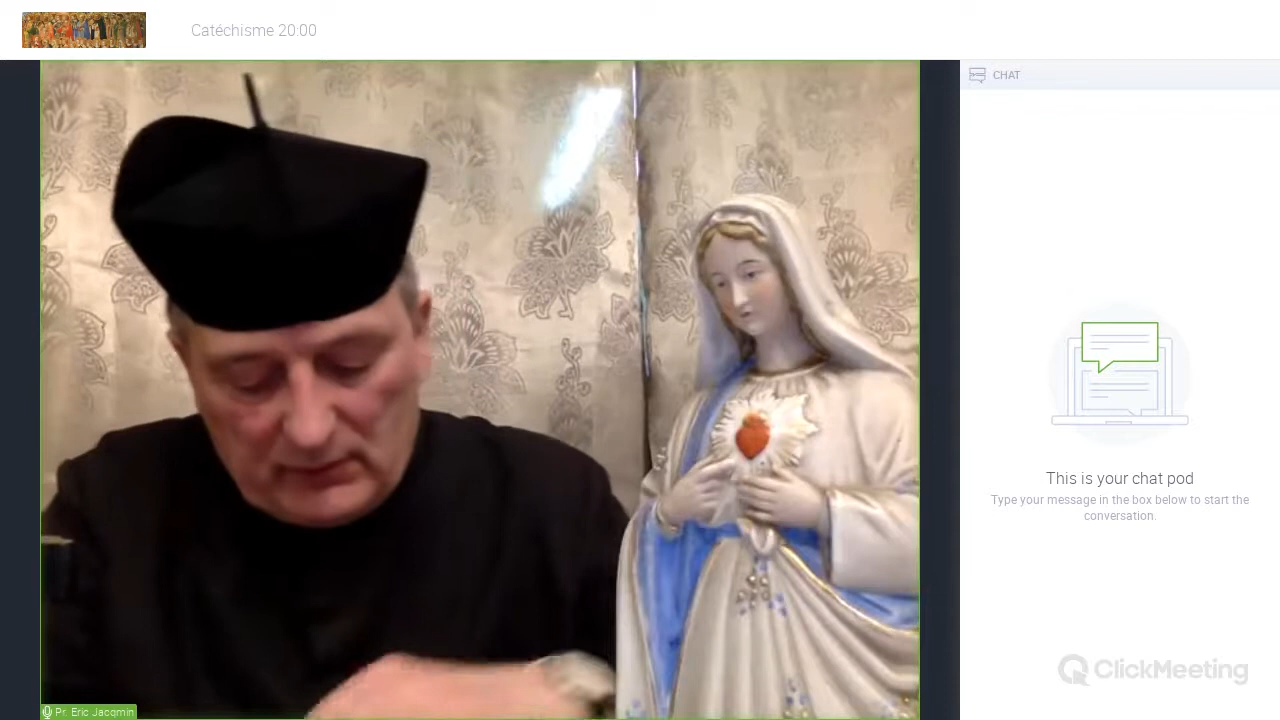 Catéchisme 20:00
CHAT
This is your chat pod
Type your message in the box below to start the
conversation.
ClickMeeting
Pr. Eric Jacqmin